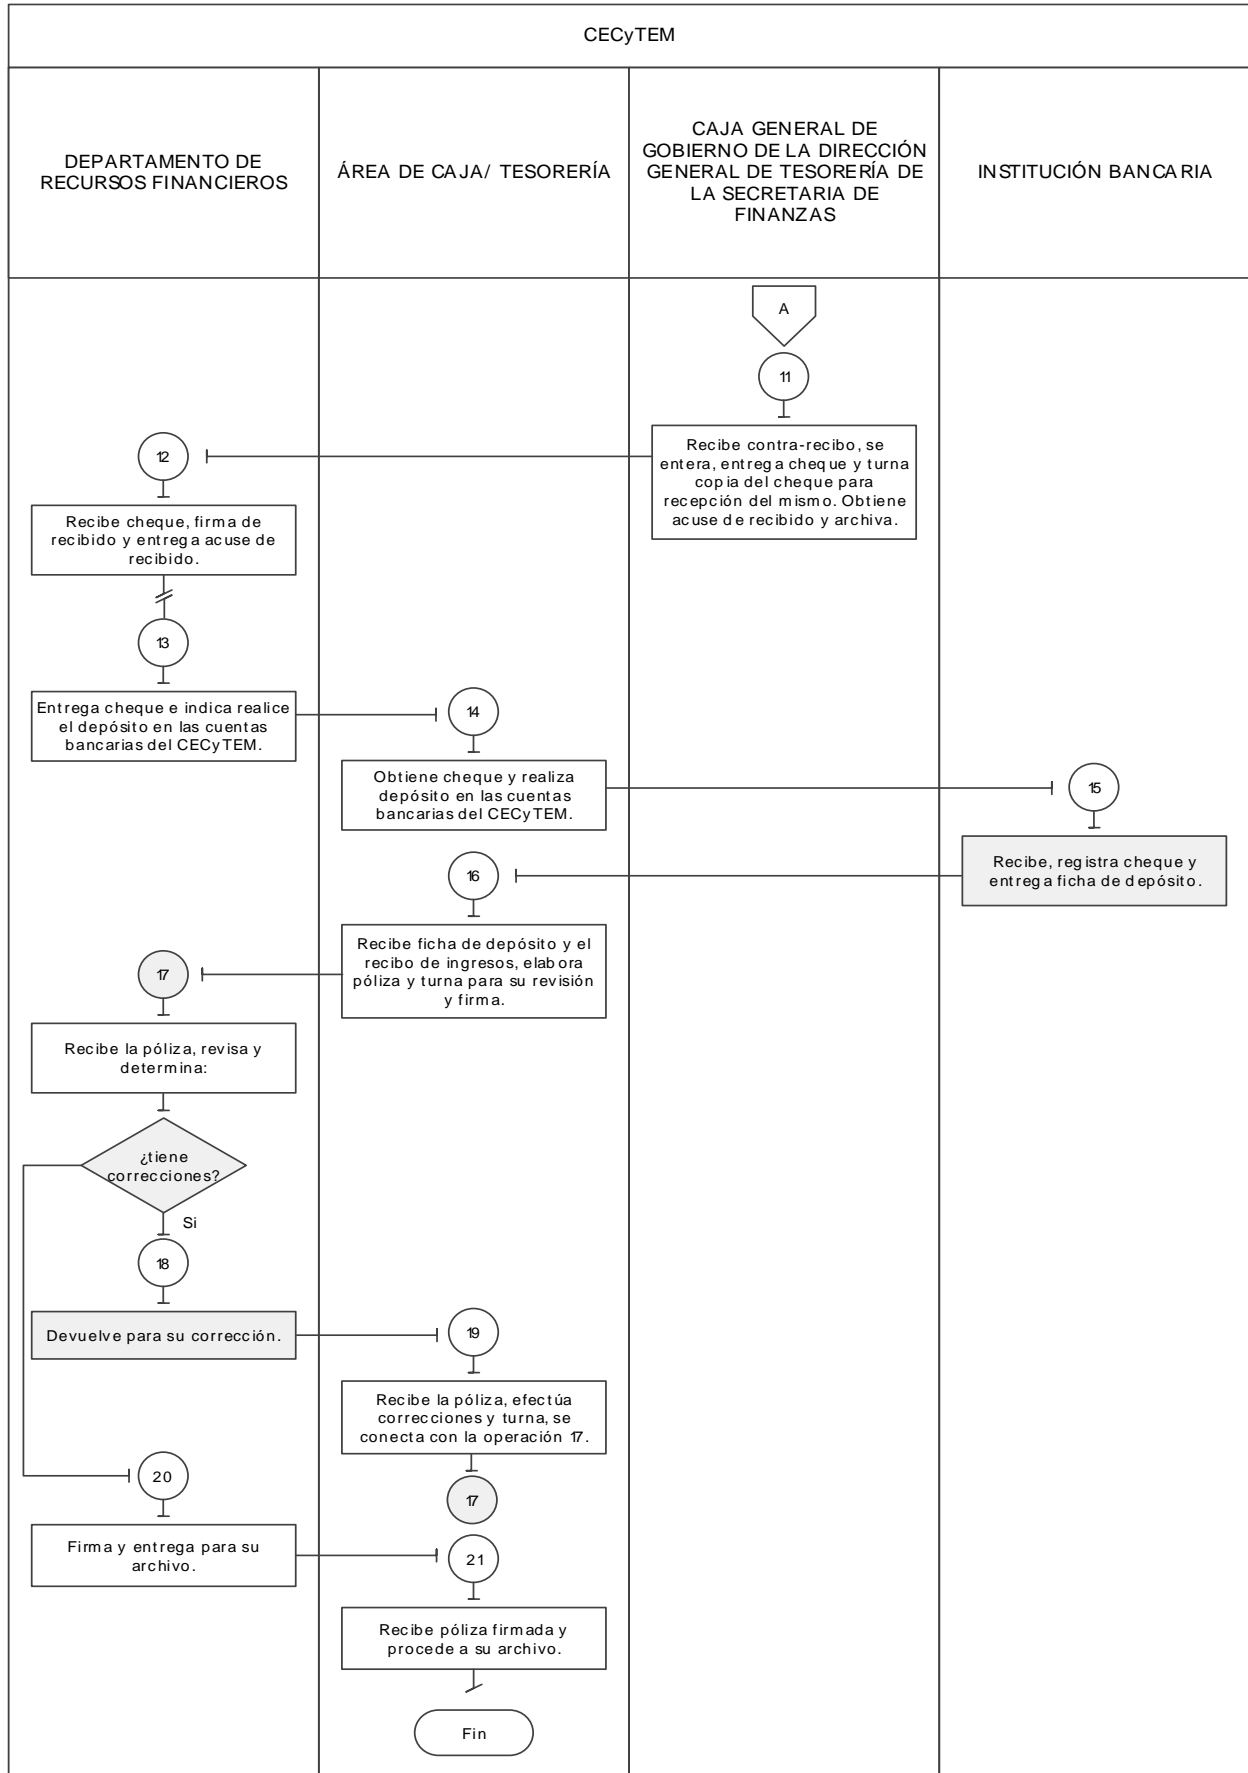 CECyTEM
DEPARTAMENTO DE
RECURSOS FINANCIEROS
ÁREA DE CAJA/ TESORERÍA
CAJA GENERAL DE
GOBIERNO DE LA DIRECCIÓN
GENERAL DE TESORERÍA DE
LA SECRETARIA DE
FINANZAS
INSTITUCIÓN BANCARIA
A
11
Recibe contra-recibo, se
entera, entrega cheque y turna
copia del cheque para
recepción del mismo. Obtiene
acuse de recibido y archiva.
12
Recibe cheque, firma de
recibido y entrega acuse de
recibido.
13
Entrega cheque e indica realice
el depósito en las cuentas
bancarias del CECyTEM.
14
Obtiene cheque y realiza
depósito en las cuentas
bancarias del CECyTEM.
15
Recibe, registra cheque y
entrega ficha de depósito.
16
Recibe ficha de depósito y el
recibo de ingresos, elabora
póliza y turna para su revisión
y firma.
17
Recibe la póliza, revisa y
determina:
¿tiene
correcciones?
Si
18
Devuelve para su corrección.
19
Recibe la póliza, efectúa
correcciones y turna, se
conecta con la operación 17.
17
20
Firma y entrega para su
archivo.
21
Recibe póliza firmada y
procede a su archivo.
Fin